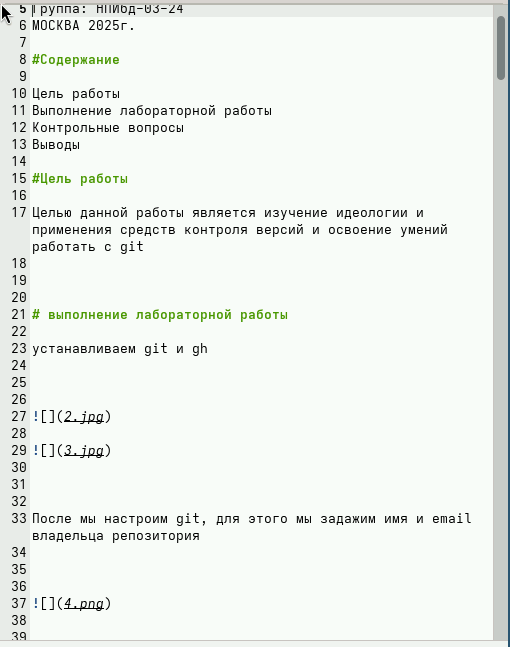 5 Группа: НПИбд-03-24
6 МОСКВА 2025г.
7
8 #Содержание
9
10 Цель работы
11 Выполнение лабораторной работы
12 Контрольные вопросы
13 Выводы
14
15 #Цель работы
16
17 Целью данной работы является изучение идеологии и
применения средств контроля версий и освоение умений
работать с git
18
19
20
21 # выполнение лабораторной работы
22
23 устанавливаем git и gh
24
25
26
27 ![](2.jpg)
28
29 ![](3.jpg)
30
31
32
33 После мы настроим git, для этого мы задажим имя и email
владельца репозитория
34
35
36
37 ![](4.png)
38
39